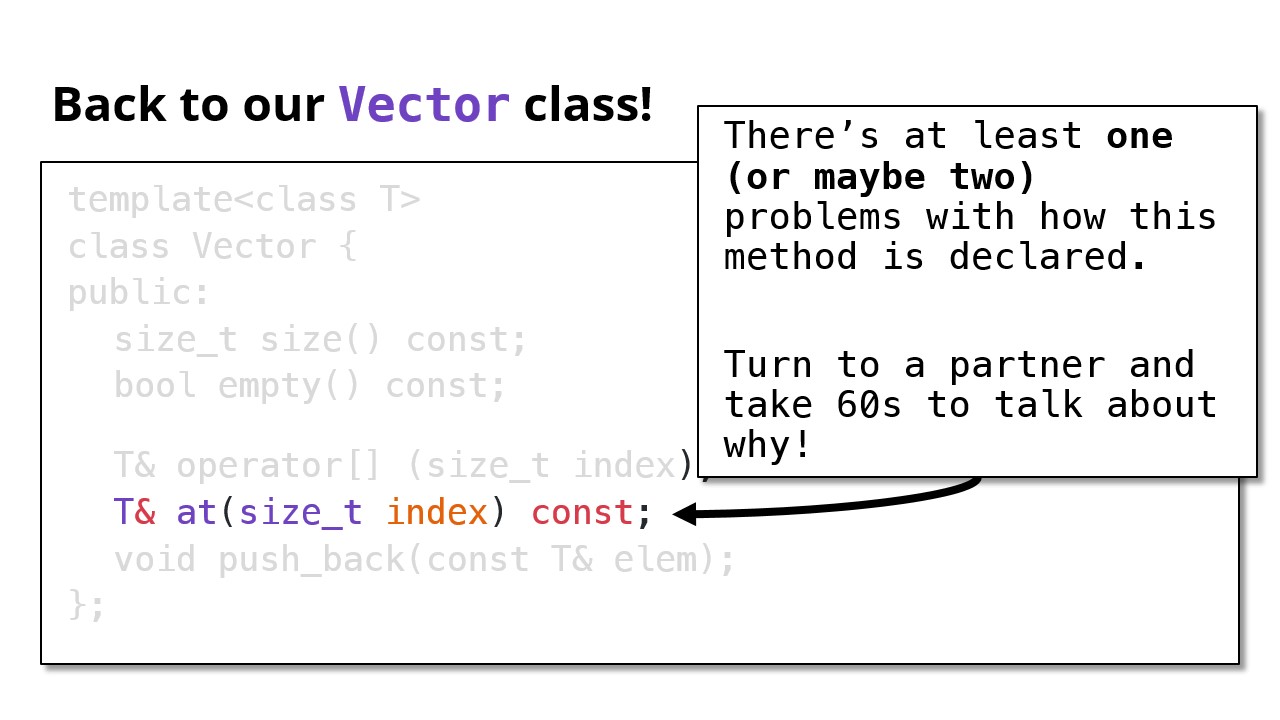 Back to our Vector class!
There’s at least one
(or maybe two)
problems with how this
method is declared.
Turn to a partner and
take 60s to talk about
why!
template<class T>
class Vector {
public:
size_t size() const;
bool empty() const;
T& operator[] (size_t index);
T& at(size_t index) const;
void push_back(const T& elem);
};